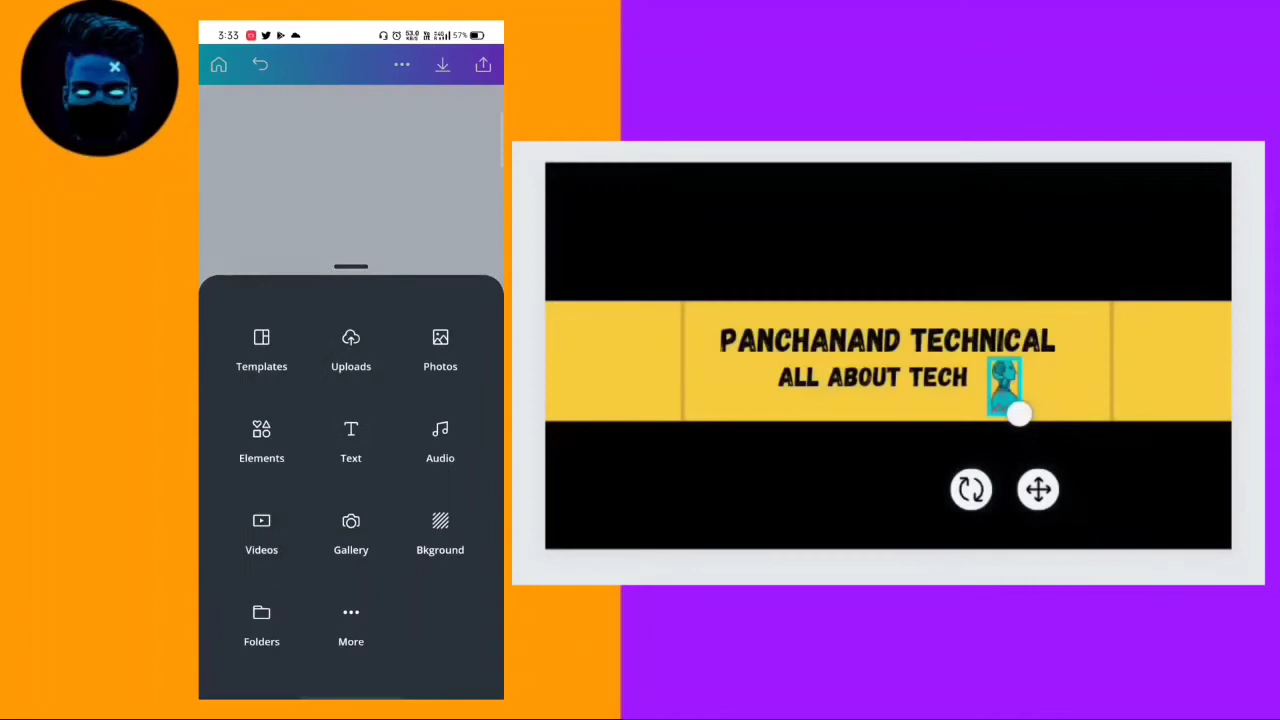 3:33
57%
Templates
Uploads
Photos
Elements
Text
Audio
Videos
Gallery
Bkground
Folders
More
PANCHANAND TECHNICAL
ALL ABOUT TECH